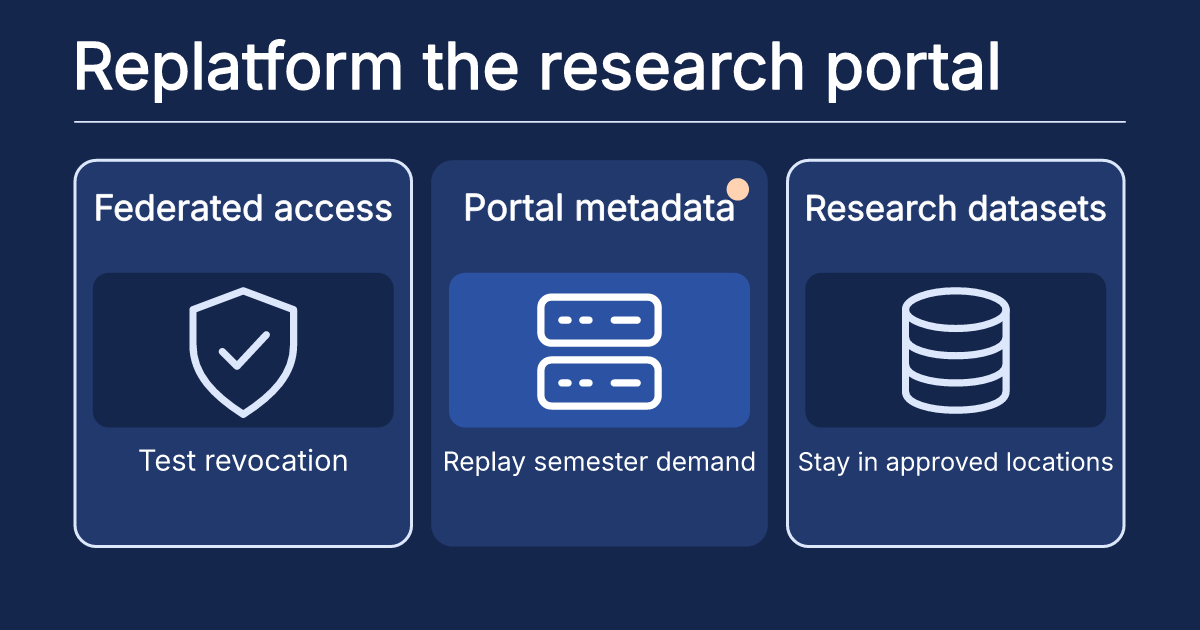 Replatform the research portal
Federated access
Portal metadata
Research datasets
Test revocation
Replay semester demand
Stay in approved locations